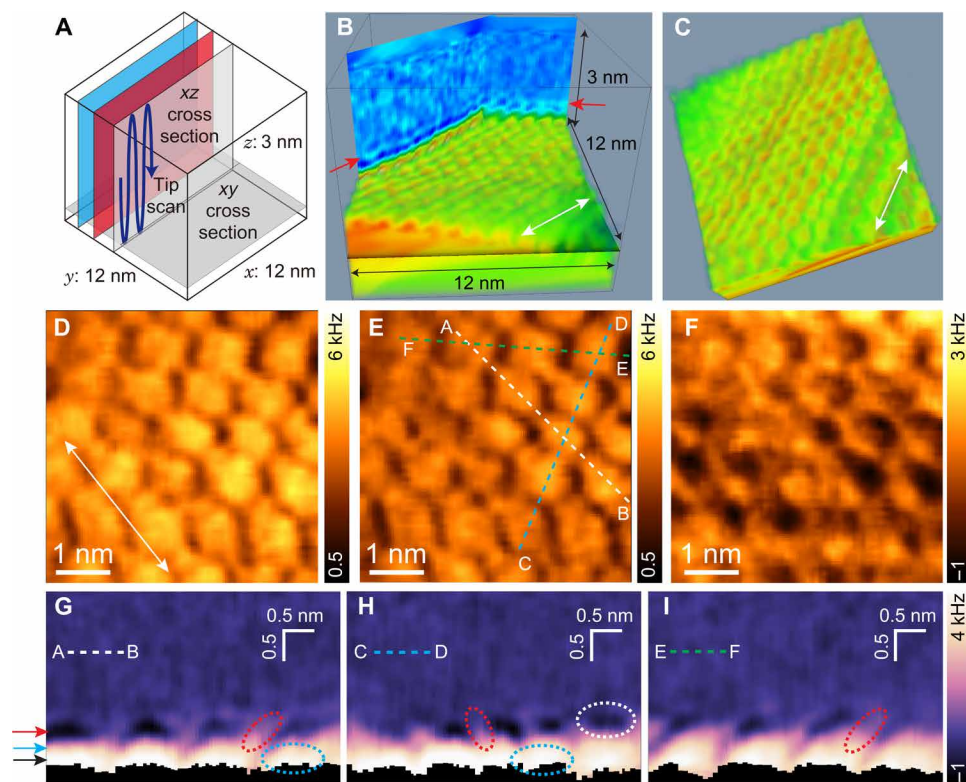 A
xz
cross
section
z: 3 nm
Tip
scan
xy
cross
section
y: 12 nm
x: 12 nm
B
3 nm
12 nm
12 nm
C
D
1 nm
6 kHz
0.5
E
A
F
D
E
B
C
1 nm
6 kHz
0.5
F
1 nm
3 kHz
−1
G
0.5 nm
0.5
A B
H
0.5 nm
0.5
C D
I
0.5 nm
0.5
E F
4 kHz
−1